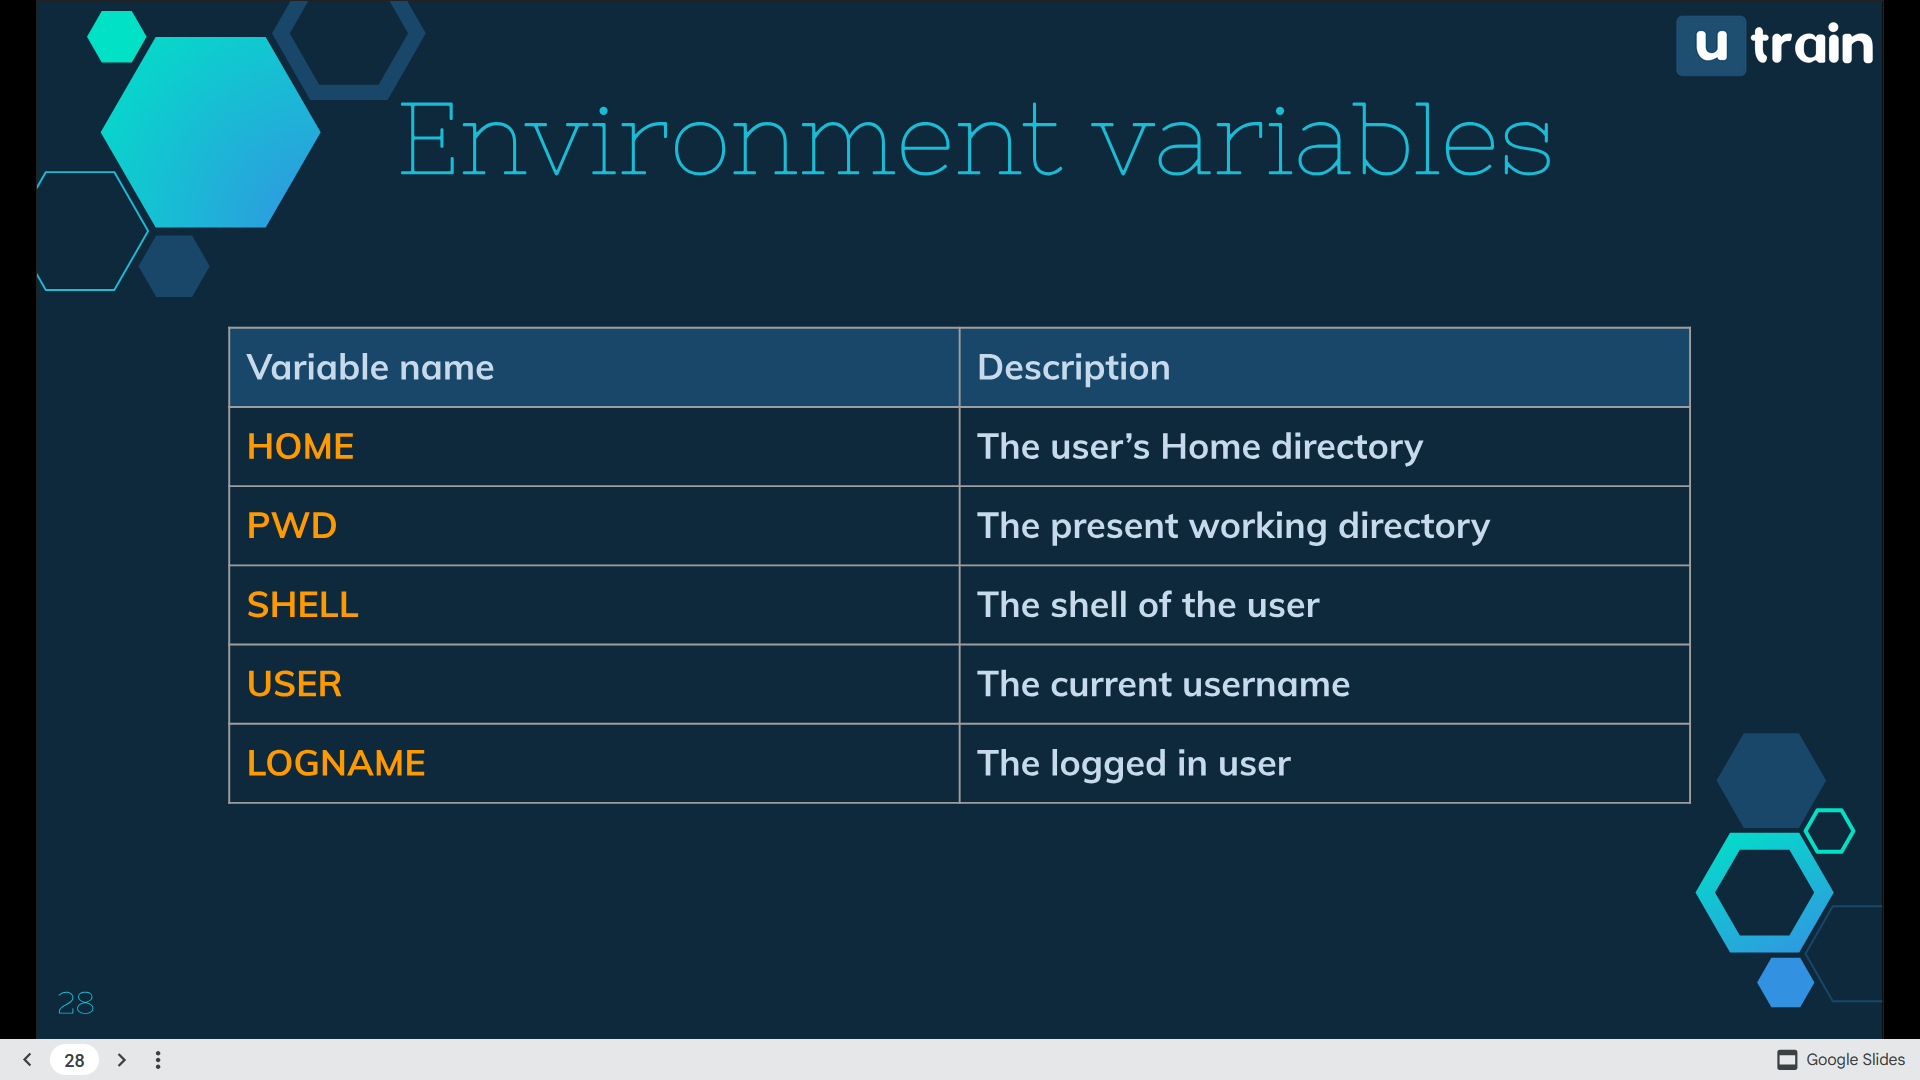 u train
Environment variables
Variable name Description
HOME The user’s Home directory
PWD The present working directory
SHELL The shell of the user
USER The current username
LOGNAME The logged in user
28
28 Google Slides